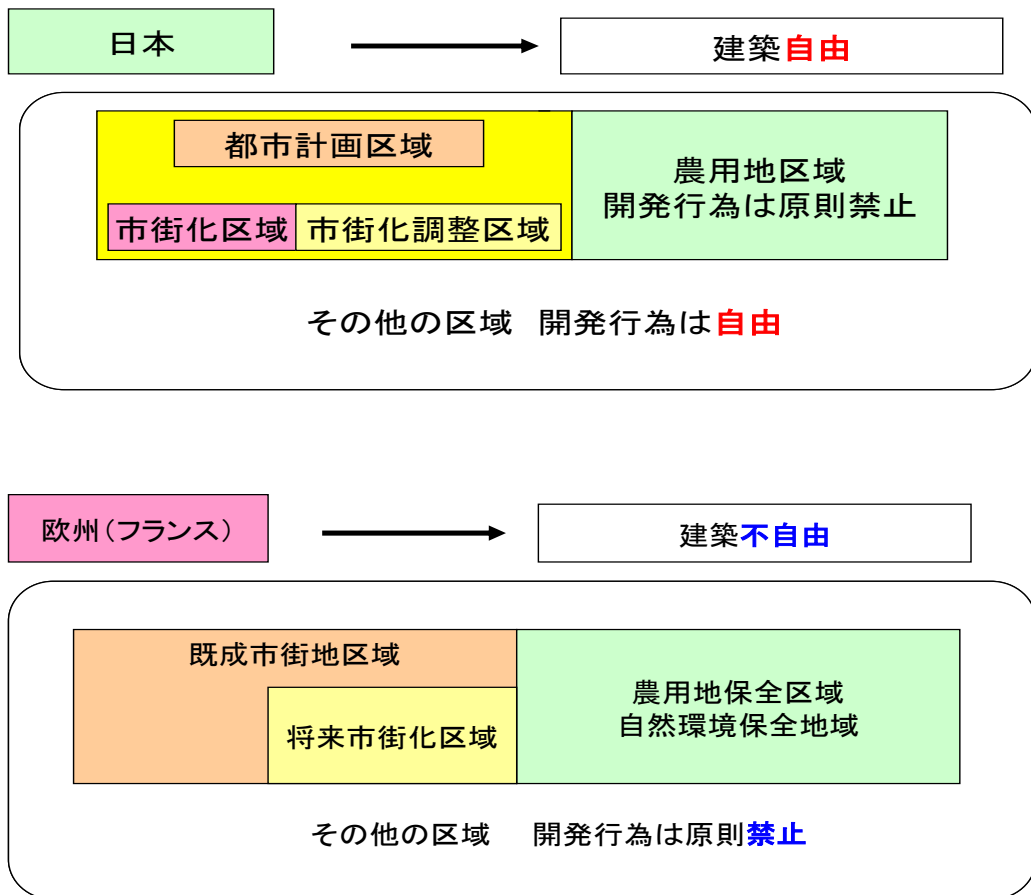 日本
建築自由
都市計画区域
市街化区域
市街化調整区域
農用地区域
開発行為は原則禁止
その他の区域　開発行為は自由
欧州（フランス）
建築不自由
既成市街地区域
将来市街化区域
農用地保全区域
自然環境保全地域
その他の区域　開発行為は原則禁止